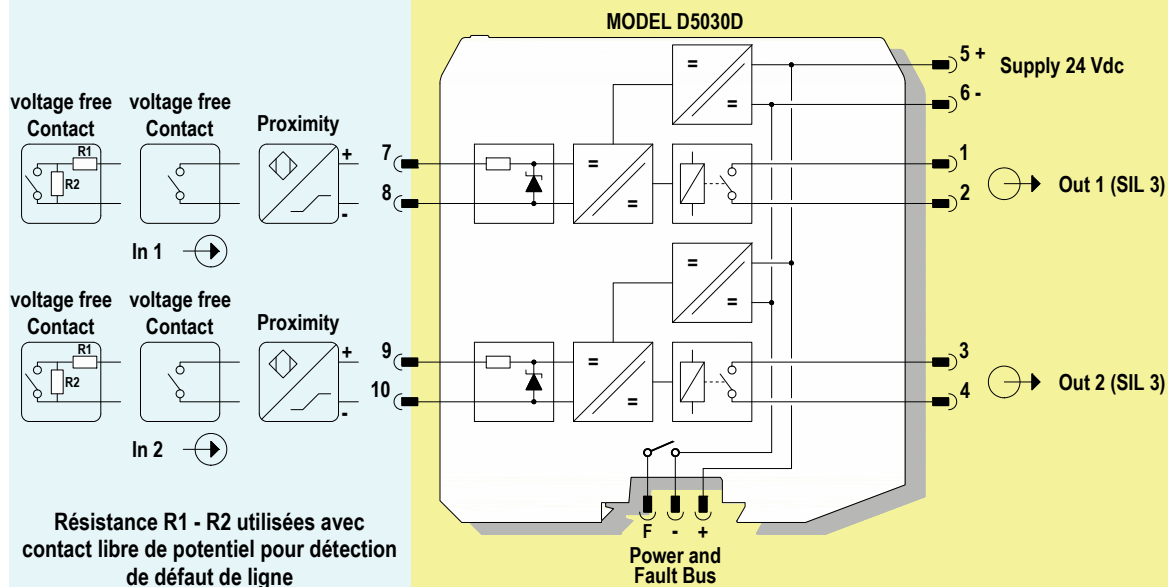 MODEL D5030D
5 +
Supply 24 Vdc
6 -
voltage free
Contact
voltage free
Contact
Proximity
R1
R2
+
-
7
8
=
=
=
=
1
2
Out 1 (SIL 3)
In 1
=
=
voltage free
Contact
voltage free
Contact
Proximity
R1
R2
+
-
9
10
=
=
3
4
Out 2 (SIL 3)
In 2
Résistance R1 - R2 utilisées avec
contact libre de potentiel pour détection
de défaut de ligne
F - +
Power and
Fault Bus